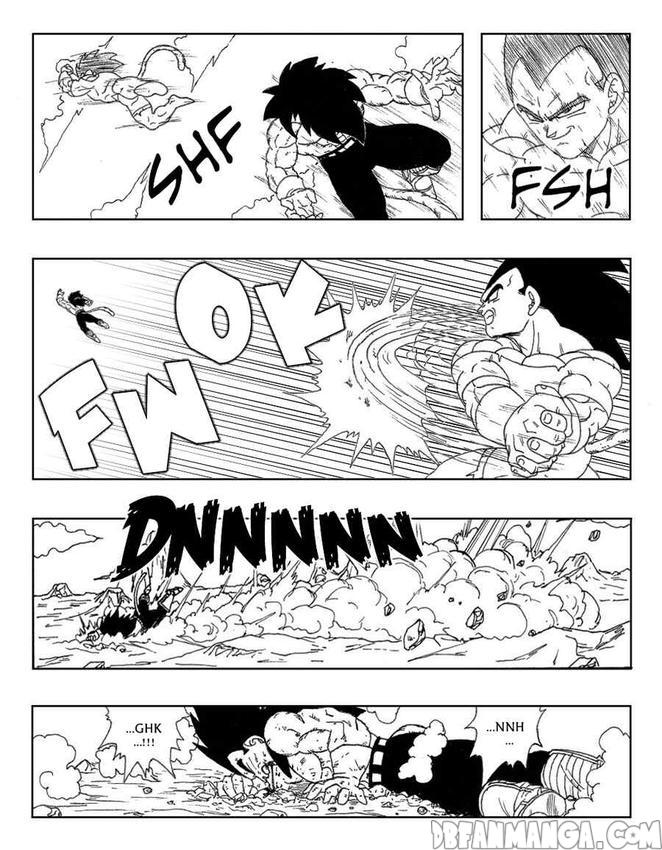 SHF
FSH
FWOK
DNNNNN
...GHK
...!!!
...NNH
...
DBFANMANGA.COM